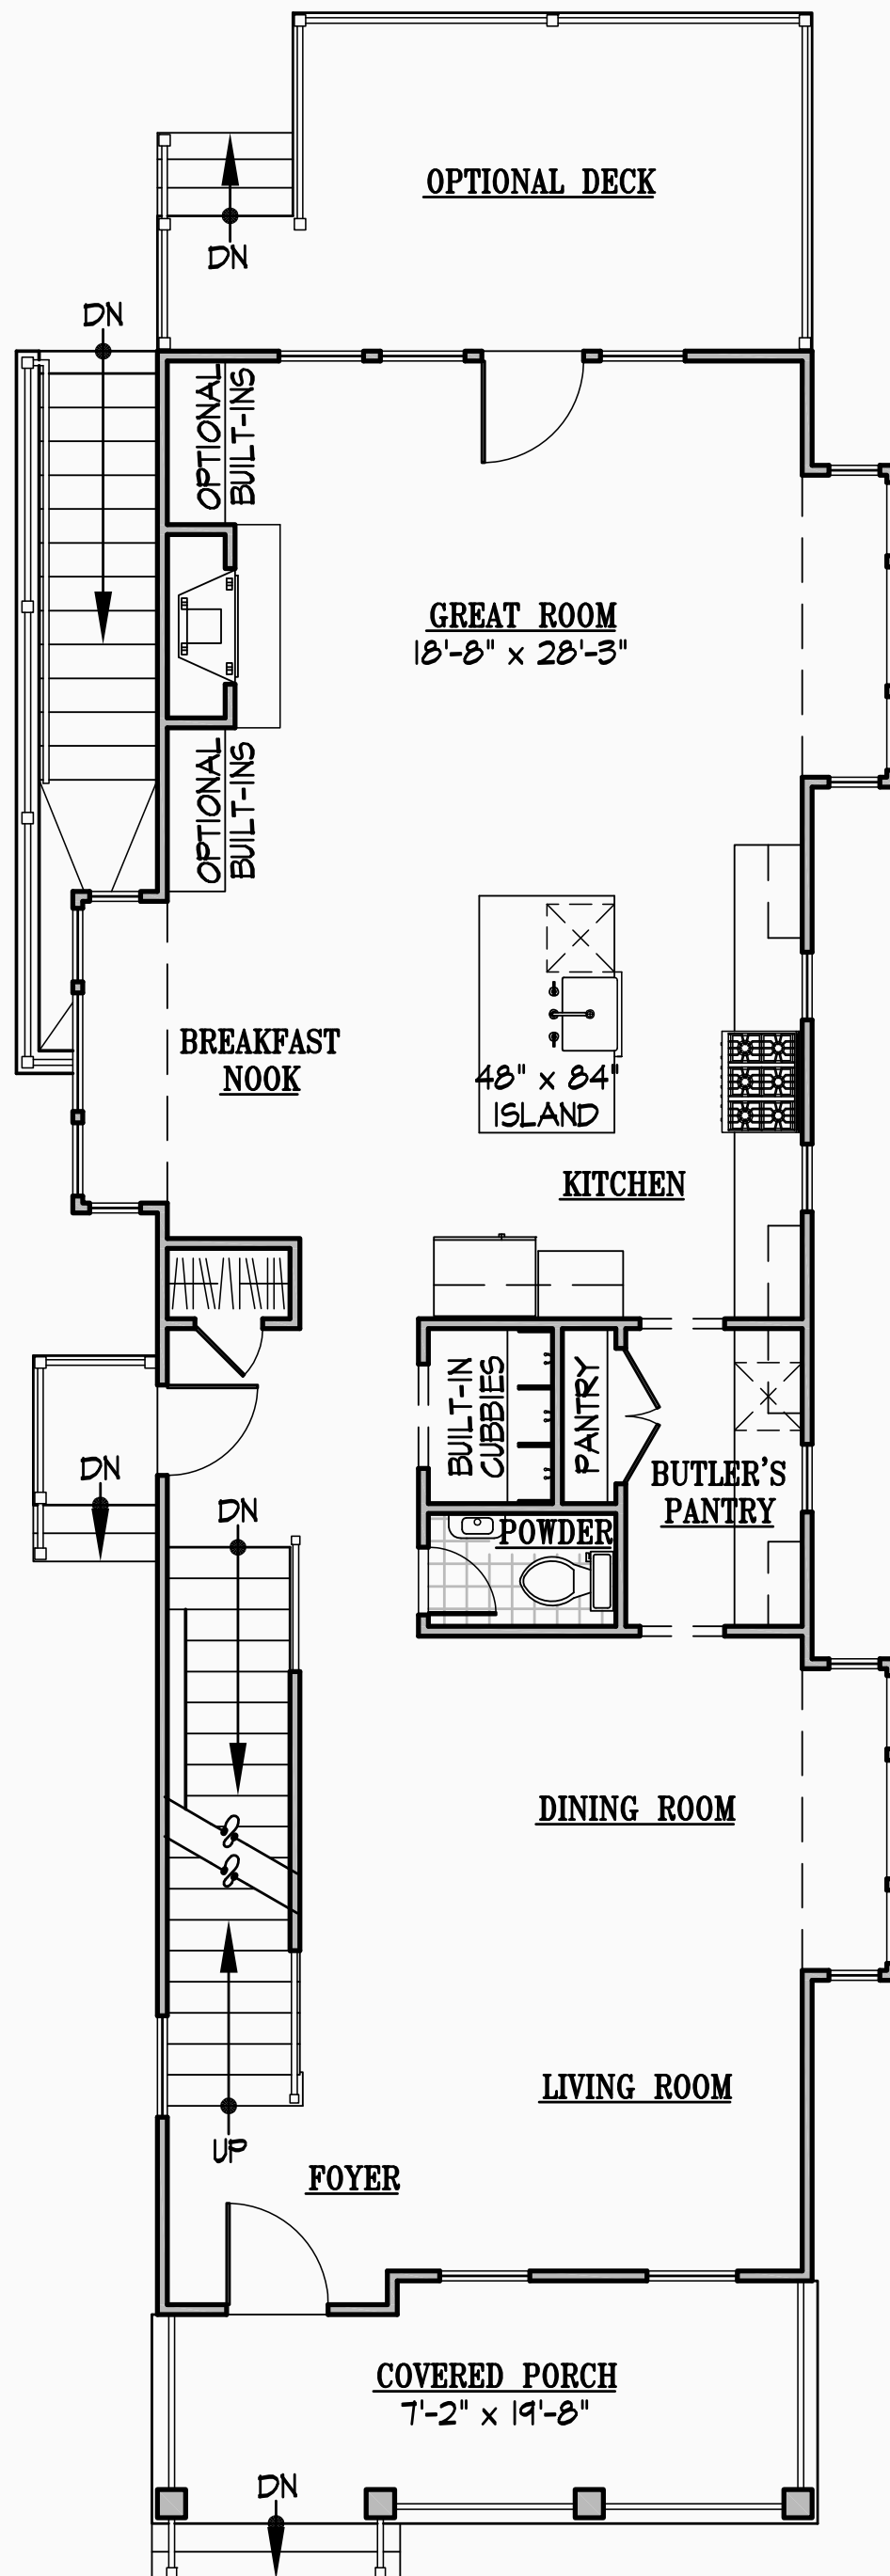 OPTIONAL DECK
DN
DN
OPTIONAL
BUILT-INS
GREAT ROOM
18'-8" x 28'-3"
OPTIONAL
BUILT-INS
BREAKFAST
NOOK
48" x 84"
ISLAND
KITCHEN
BUILT-IN
CUBBIES
PANTRY
DN
BUTLER'S
PANTRY
DN
POWDER
DINING ROOM
LIVING ROOM
UP
FOYER
COVERED PORCH
7'-2" x 19'-8"
DN